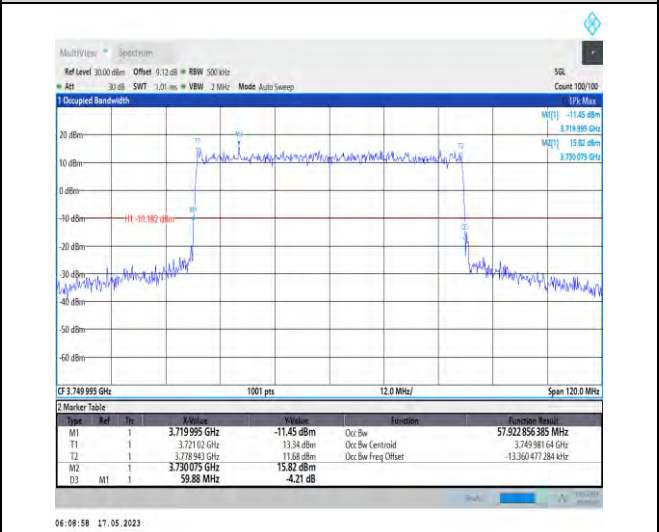 MultiView Spectrum
Ref Level 30.00 dBm Offset 9.12 dB RBW 500 kHz SGL
Att 30 dB SWT 1.01 ms VBW 2 MHz Mode Auto Sweep Count 100/100
1 Occupied Bandwidth 1Pk Max
M1[1] -11.45 dBm
3.719 995 GHz
M2[1] 15.82 dBm
3.730 075 GHz
20 dBm
T1
M2
T2
10 dBm
0 dBm
M1
-10 dBm H1 -10.182 dBm
D3
-20 dBm
-30 dBm
-40 dBm
-50 dBm
-60 dBm
CF 3.749 995 GHz 1001 pts 12.0 MHz/ Span 120.0 MHz
2 Marker Table
Type Ref Trc X-Value Y-Value Function Function Result
M1 1 3.719 995 GHz -11.45 dBm Occ Bw 57.922 856 385 MHz
T1 1 3.721 02 GHz 13.34 dBm Occ Bw Centroid 3.749 981 64 GHz
T2 1 3.778 943 GHz 11.68 dBm Occ Bw Freq Offset -13.360 477 284 kHz
M2 1 3.730 075 GHz 15.82 dBm
D3 M1 1 59.88 MHz -4.21 dB
06:08:58 17.05.2023